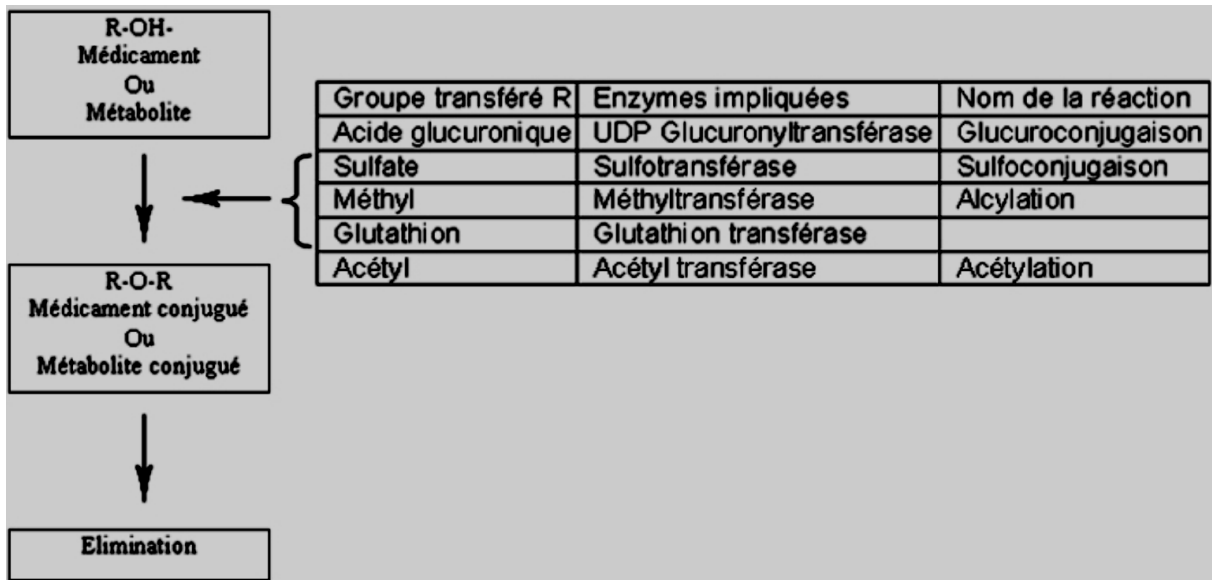 R-OH-
Médicament
Ou
Métabolite
Groupe transféré R Enzymes impliquées Nom de la réaction
Acide glucuronique UDP Glucuronyltransférase Glucuroconjugaison
Sulfate Sulfotransférase Sulfoconjugaison
Méthyl Méthyltransférase Alcylation
Glutathion Glutathion transférase
Acétyl Acétyl transférase Acétylation
R-O-R
Médicament conjugué
Ou
Métabolite conjugué
Elimination